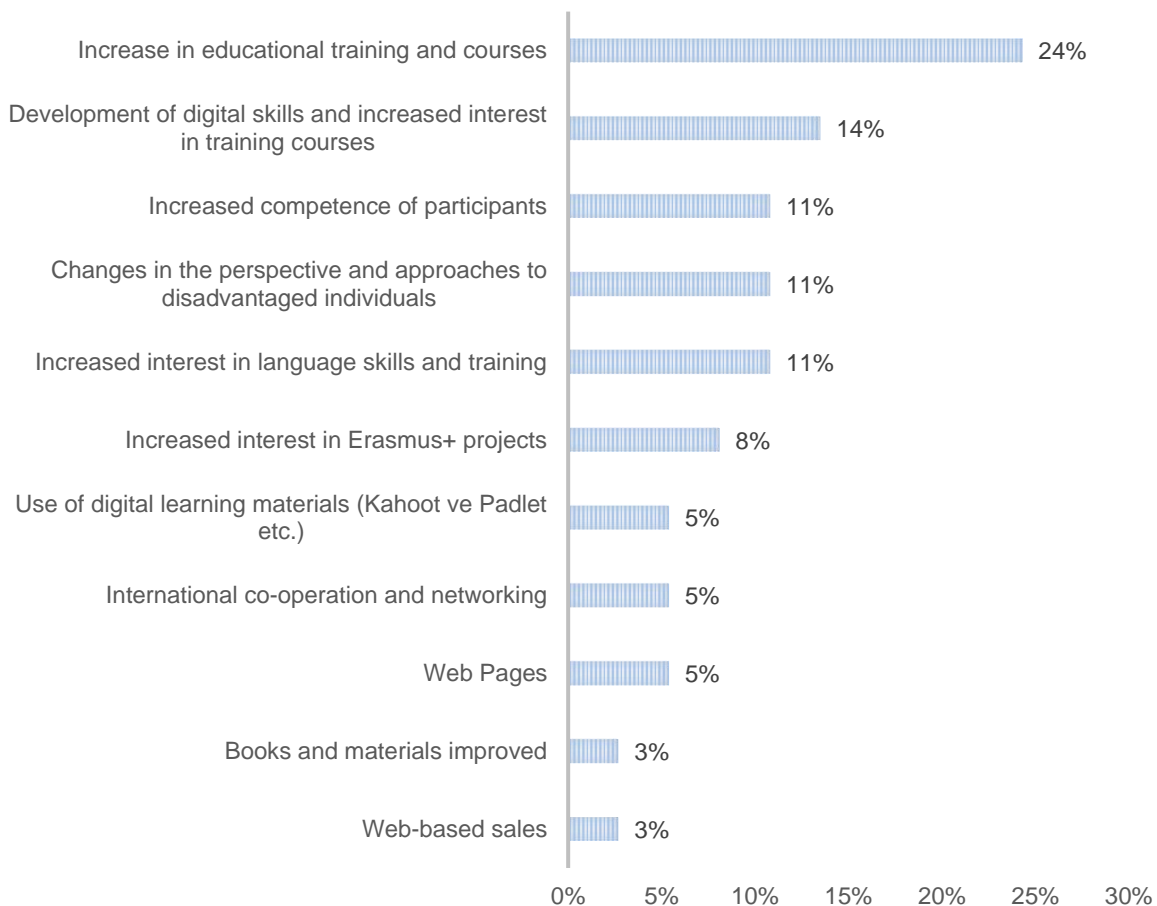 Increase in educational training and courses 24%
Development of digital skills and increased interest
in training courses 14%
Increased competence of participants 11%
Changes in the perspective and approaches to
disadvantaged individuals 11%
Increased interest in language skills and training 11%
Increased interest in Erasmus+ projects 8%
Use of digital learning materials (Kahoot ve Padlet
etc.) 5%
International co-operation and networking 5%
Web Pages 5%
Books and materials improved 3%
Web-based sales 3%
0% 5% 10% 15% 20% 25% 30%